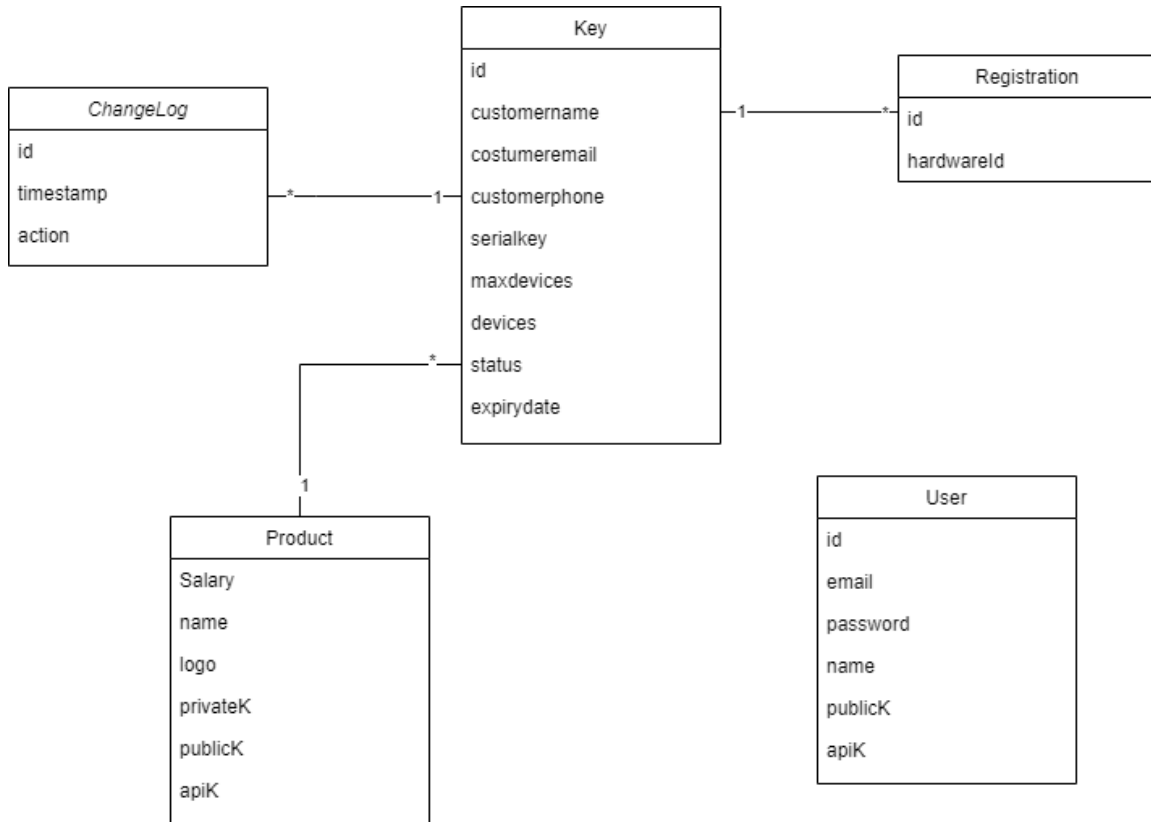 Key
id
customername
costumeremail
customerphone
serialkey
maxdevices
devices
status
expirydate
ChangeLog
id
timestamp
action
Registration
id
hardwareId
1
*
*
1
*
1
Product
Salary
name
logo
privateK
publicK
apiK
User
id
email
password
name
publicK
apiK